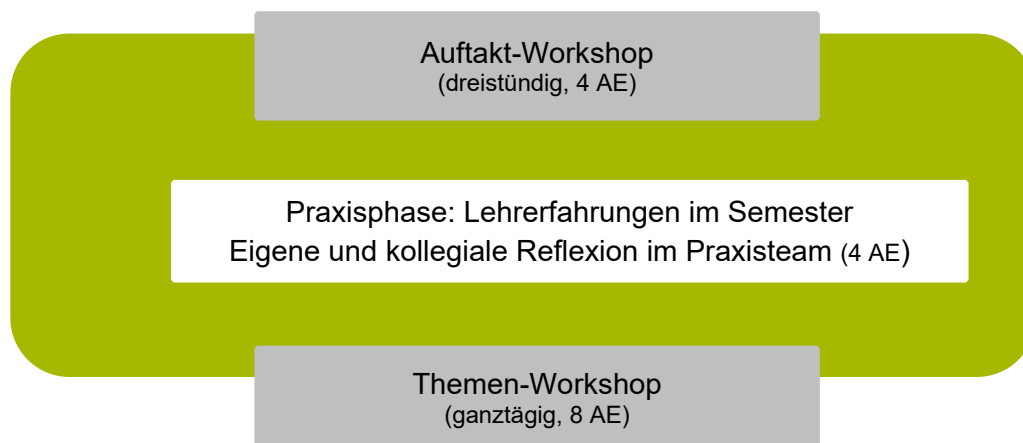 Auftakt-Workshop
(dreistündig, 4 AE)
Praxisphase: Lehrerfahrungen im Semester
Eigene und kollegiale Reflexion im Praxisteam (4 AE)
Themen-Workshop
(ganztägig, 8 AE)